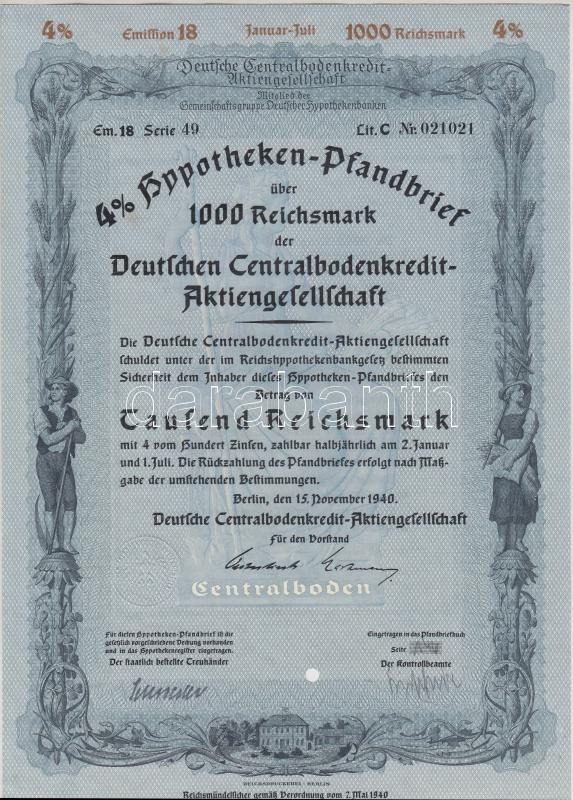 4% Emission 18 Januar-Juli 1000 Reichsmark 4%
Deutsche Centralbodenkredit-
Aktiengesellschaft
Mitglied der
Gemeinschaftsgruppe Deutscher Hypothekenbanken
Em. 18 Serie 49 Lit. C Nr. 021021
4% Hypotheken-Pfandbrief
über
1000 Reichsmark
der
Deutschen Centralbodenkredit-
Aktiengesellschaft
Die Deutsche Centralbodenkredit-Aktiengesellschaft
schuldet unter der im Reichshypothekenbankgesetz bestimmten
Sicherheit dem Inhaber dieses Hypotheken-Pfandbriefes den
Betrag von
darabanth
Tausend Reichsmark
mit 4 vom Hundert Zinsen, zahlbar halbjährlich am 2. Januar
und 1. Juli. Die Rückzahlung des Pfandbriefes erfolgt nach Maß-
gabe der umstehenden Bestimmungen.
Berlin, den 15. November 1940.
Deutsche Centralbodenkredit-Aktiengesellschaft
Für den Vorstand
Centralboden
Für diesen Hypotheken-Pfandbrief ist die
gesetzlich vorgeschriebene Deckung vorhanden
und in das Hypothekenregister eingetragen.
Der staatlich bestellte Treuhänder
Eingetragen in das Pfandbriefbuch
Seite
Der Kontrollbeamte
REICHSDRUCKEREI · BERLIN
Reichsmündelsicher gemäß Verordnung vom 7. Mai 1940